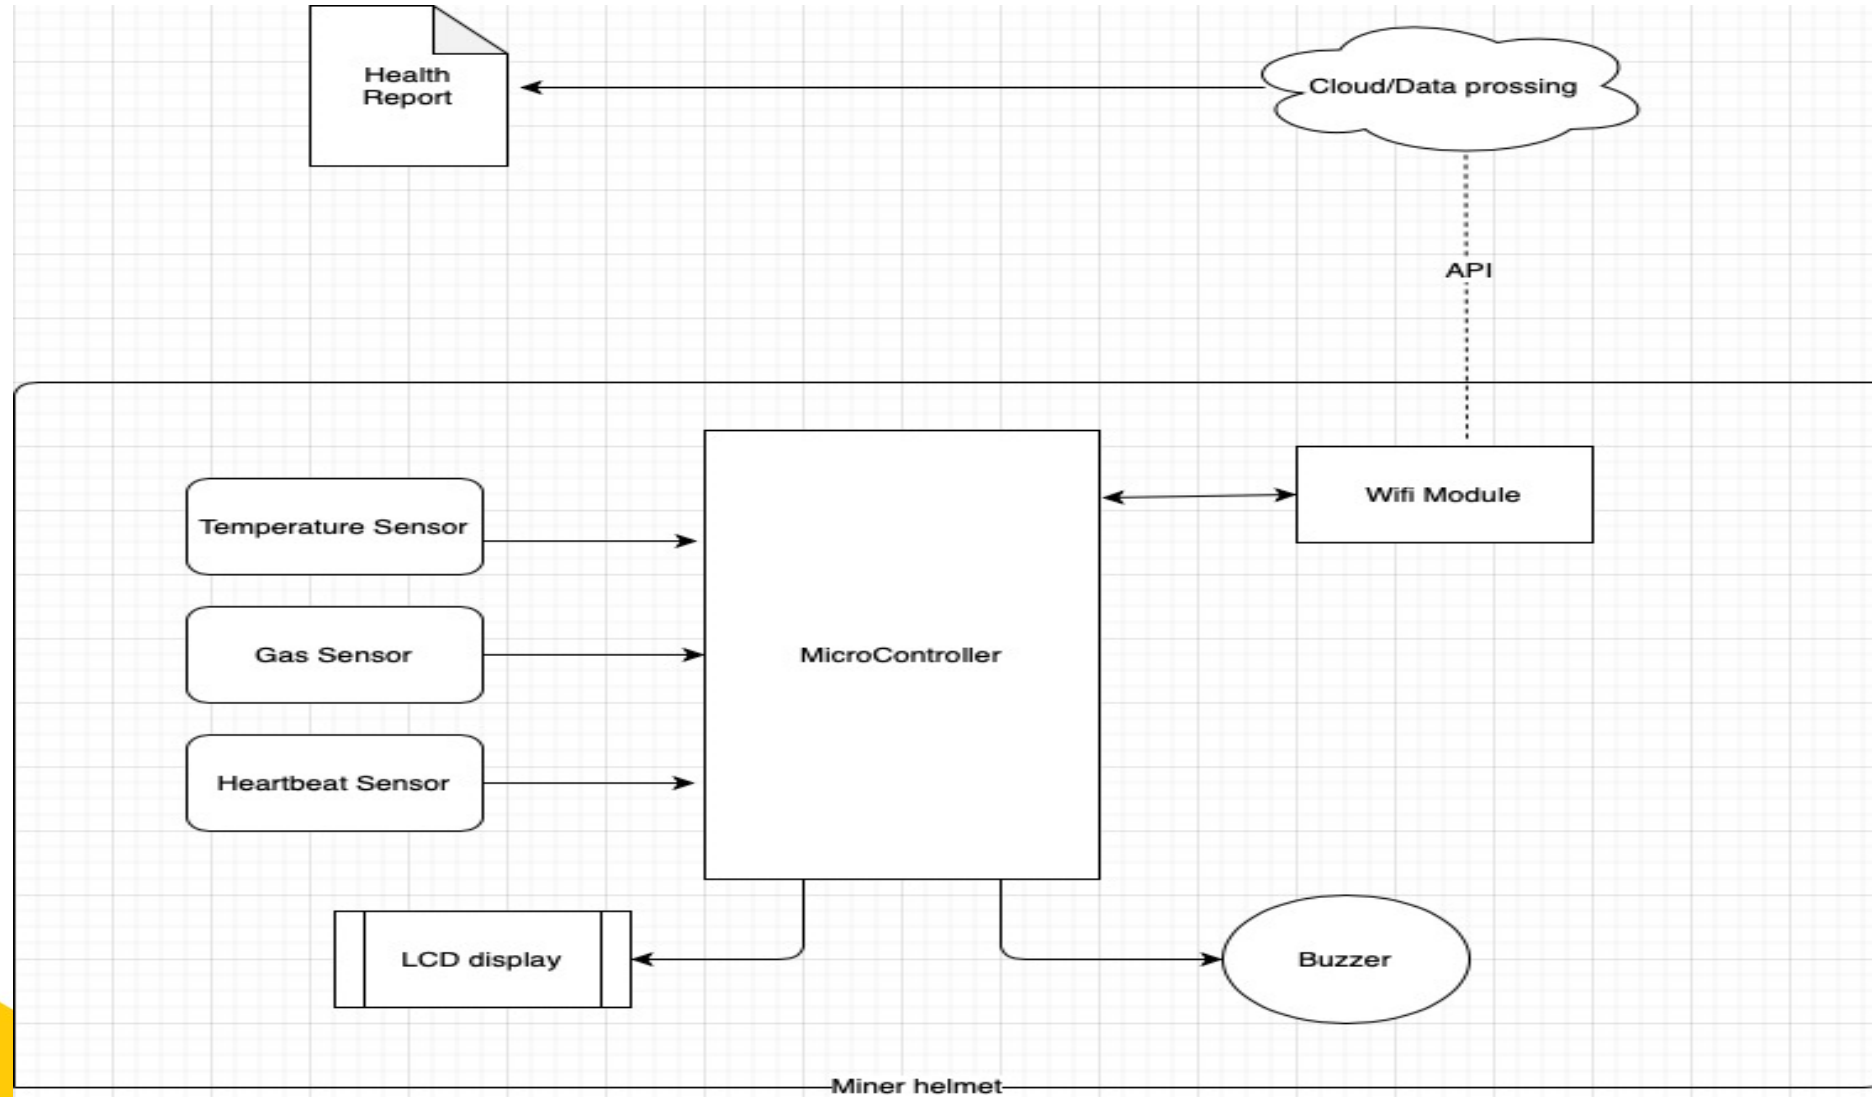 Health
Report
Cloud/Data prossing
API
Wifi Module
Temperature Sensor
Gas Sensor
MicroController
Heartbeat Sensor
LCD display
Buzzer
Miner helmet